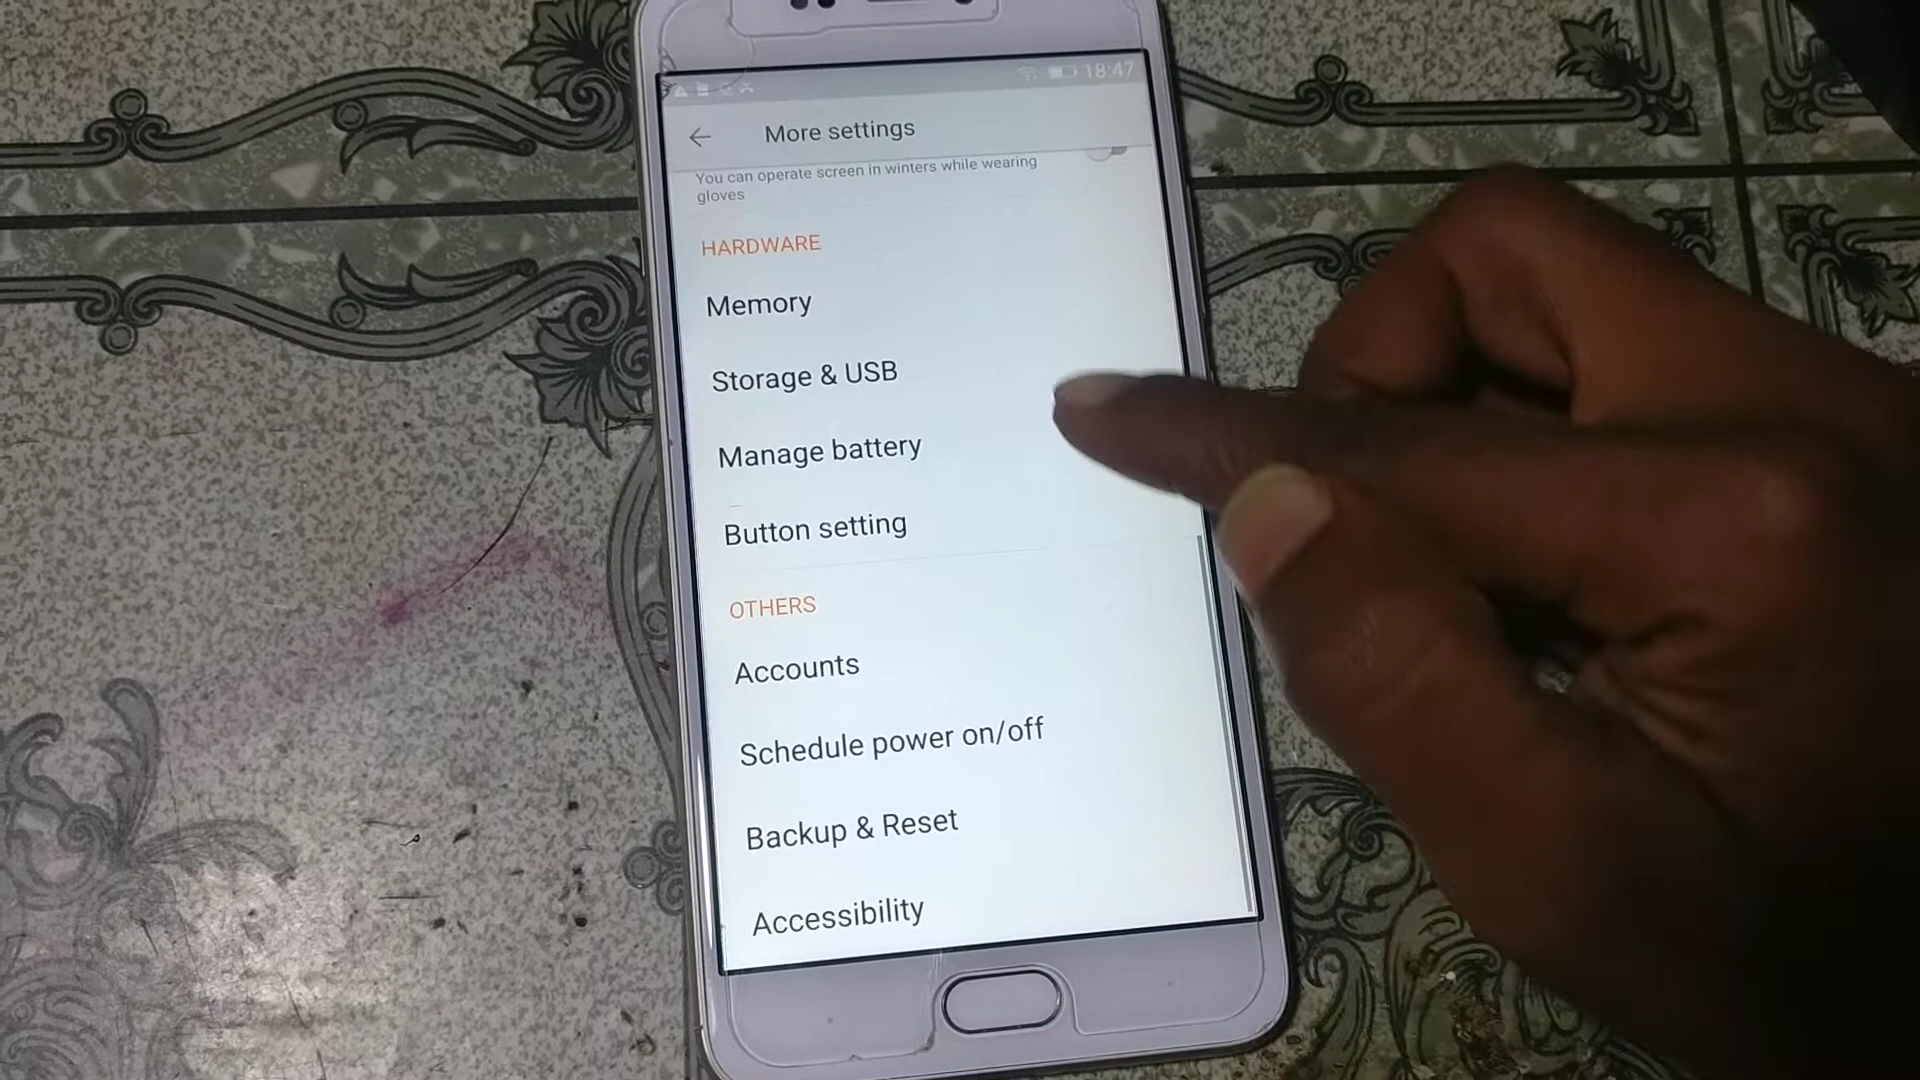 18:47
More settings
You can operate screen in winters while wearing
gloves
HARDWARE
Memory
Storage & USB
Manage battery
Button setting
OTHERS
Accounts
Schedule power on/off
Backup & Reset
Accessibility